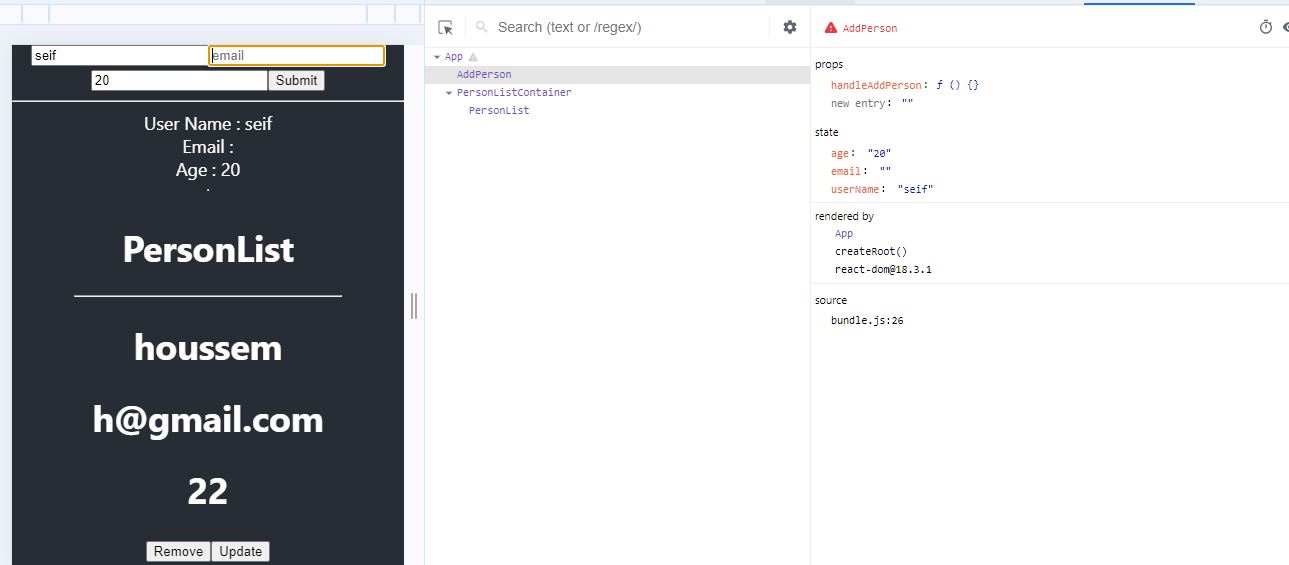 seif
email
20
Submit
User Name : seif
Email :
Age : 20
.
PersonList
houssem
h@gmail.com
22
Remove Update
Search (text or /regex/)
App
AddPerson
PersonListContainer
PersonList
AddPerson
props
handleAddPerson: ƒ () {}
new entry: ""
state
age: "20"
email: ""
userName: "seif"
rendered by
App
createRoot()
react-dom@18.3.1
source
bundle.js:26